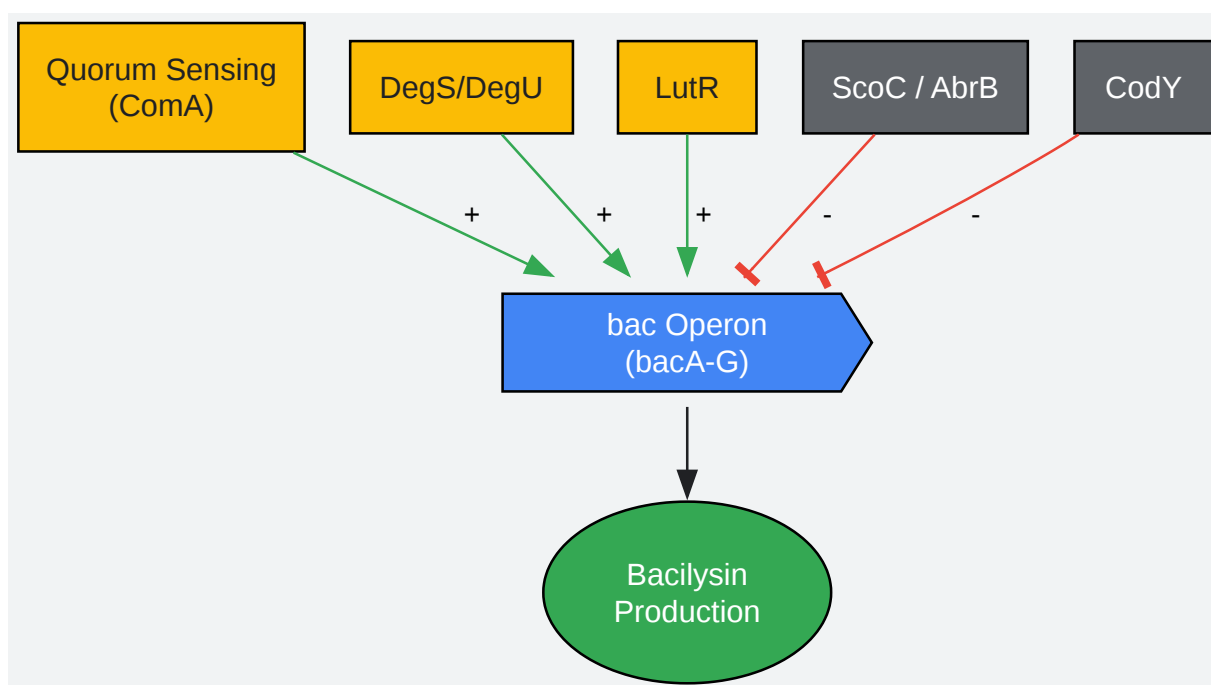 Quorum Sensing
(ComA)
DegS/DegU
LutR
ScoC / AbrB
CodY
+
+
+
-
-
bac Operon
(bacA-G)
Bacilysin
Production